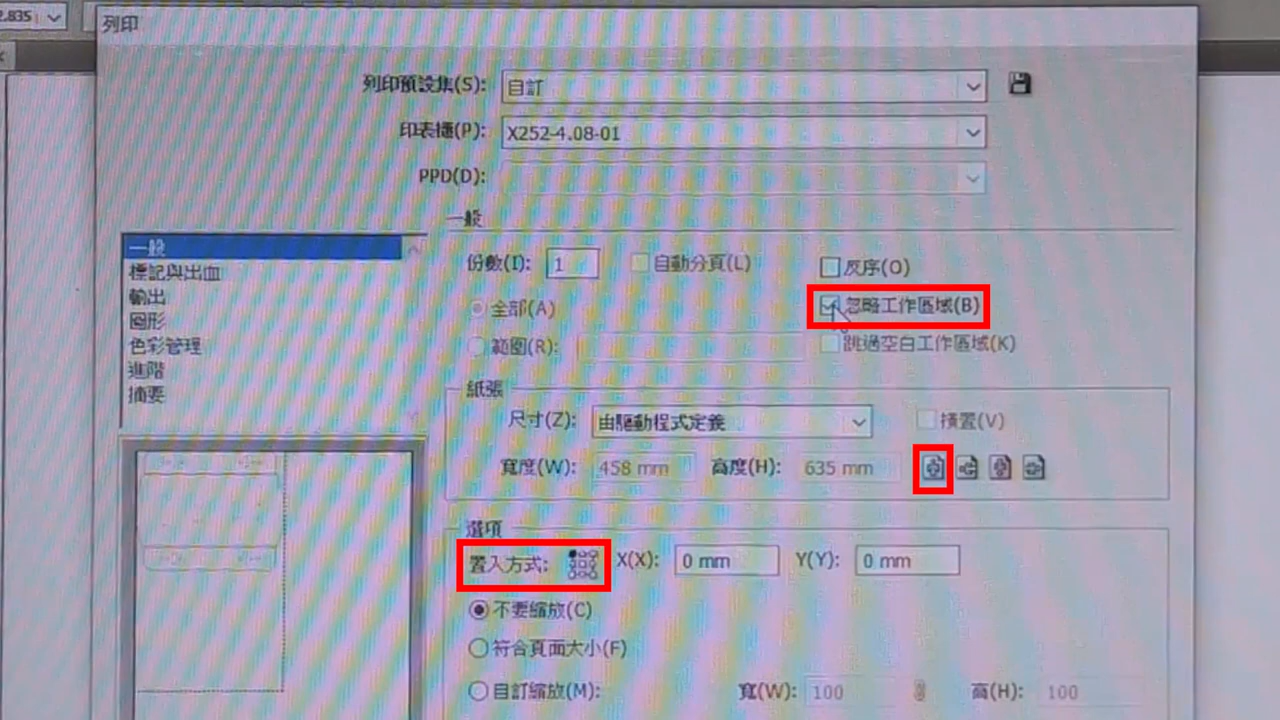 2.835
列印
列印預設集(S): 自訂
印表機(P): X252-4.08-01
PPD(D):
一般
標記與出血
輸出
圖形
色彩管理
進階
摘要
一般
份數(I): 1 自動分頁(L) 反序(O)
全部(A) 忽略工作區域(B)
範圍(R): 跳過空白工作區域(K)
紙張
尺寸(Z): 由驅動程式定義 橫置(V)
寬度(W): 458 mm 高度(H): 635 mm
選項
置入方式: X(X): 0 mm Y(Y): 0 mm
不要縮放(C)
符合頁面大小(F)
自訂縮放(M): 寬(W): 100 高(H): 100